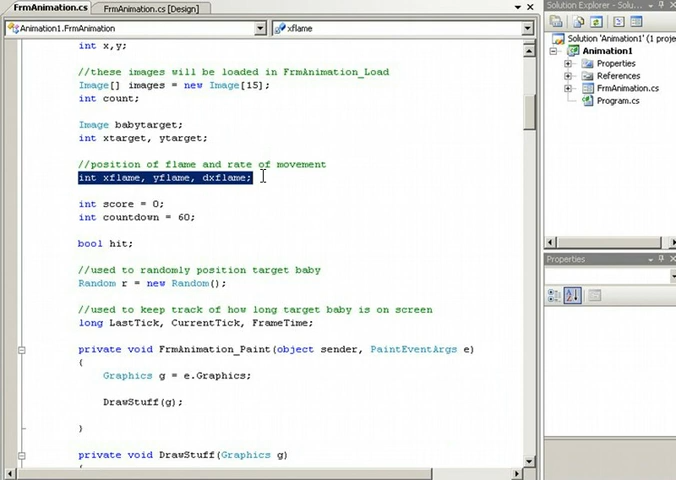 FrmAnimation.cs
FrmAnimation.cs [Design]
Animation1.FrmAnimation
xflame
int x,y;
//these images will be loaded in FrmAnimation_Load
Image[] images = new Image[15];
int count;
Image babytarget;
int xtarget, ytarget;
//position of flame and rate of movement
int xflame, yflame, dxflame;
int score = 0;
int countdown = 60;
bool hit;
//used to randomly position target baby
Random r = new Random();
//used to keep track of how long target baby is on screen
long LastTick, CurrentTick, FrameTime;
private void FrmAnimation_Paint(object sender, PaintEventArgs e)
{
Graphics g = e.Graphics;
DrawStuff(g);
}
private void DrawStuff(Graphics g)
Solution Explorer - Solu...
Solution 'Animation1' (1 proje
Animation1
Properties
References
FrmAnimation.cs
Program.cs
Properties